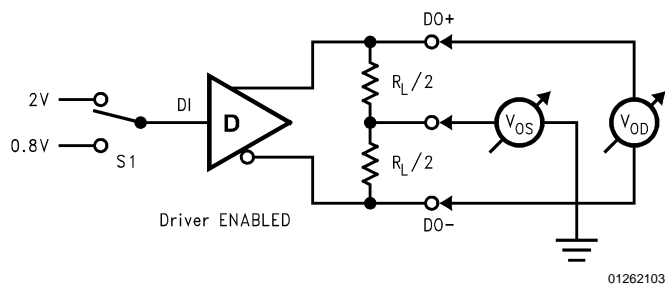 DO+
2V
DI
D
R_L/2
V_OS
V_OD
0.8V
S1
R_L/2
Driver ENABLED
DO-
01262103